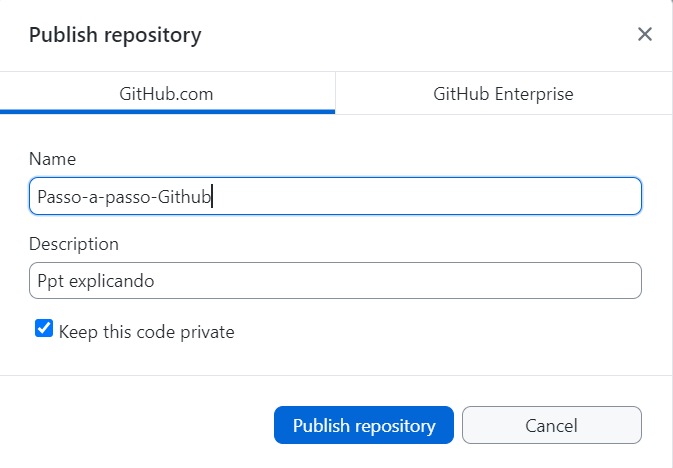 Publish repository
GitHub.com
GitHub Enterprise
Name
Passo-a-passo-Github
Description
Ppt explicando
Keep this code private
Publish repository
Cancel